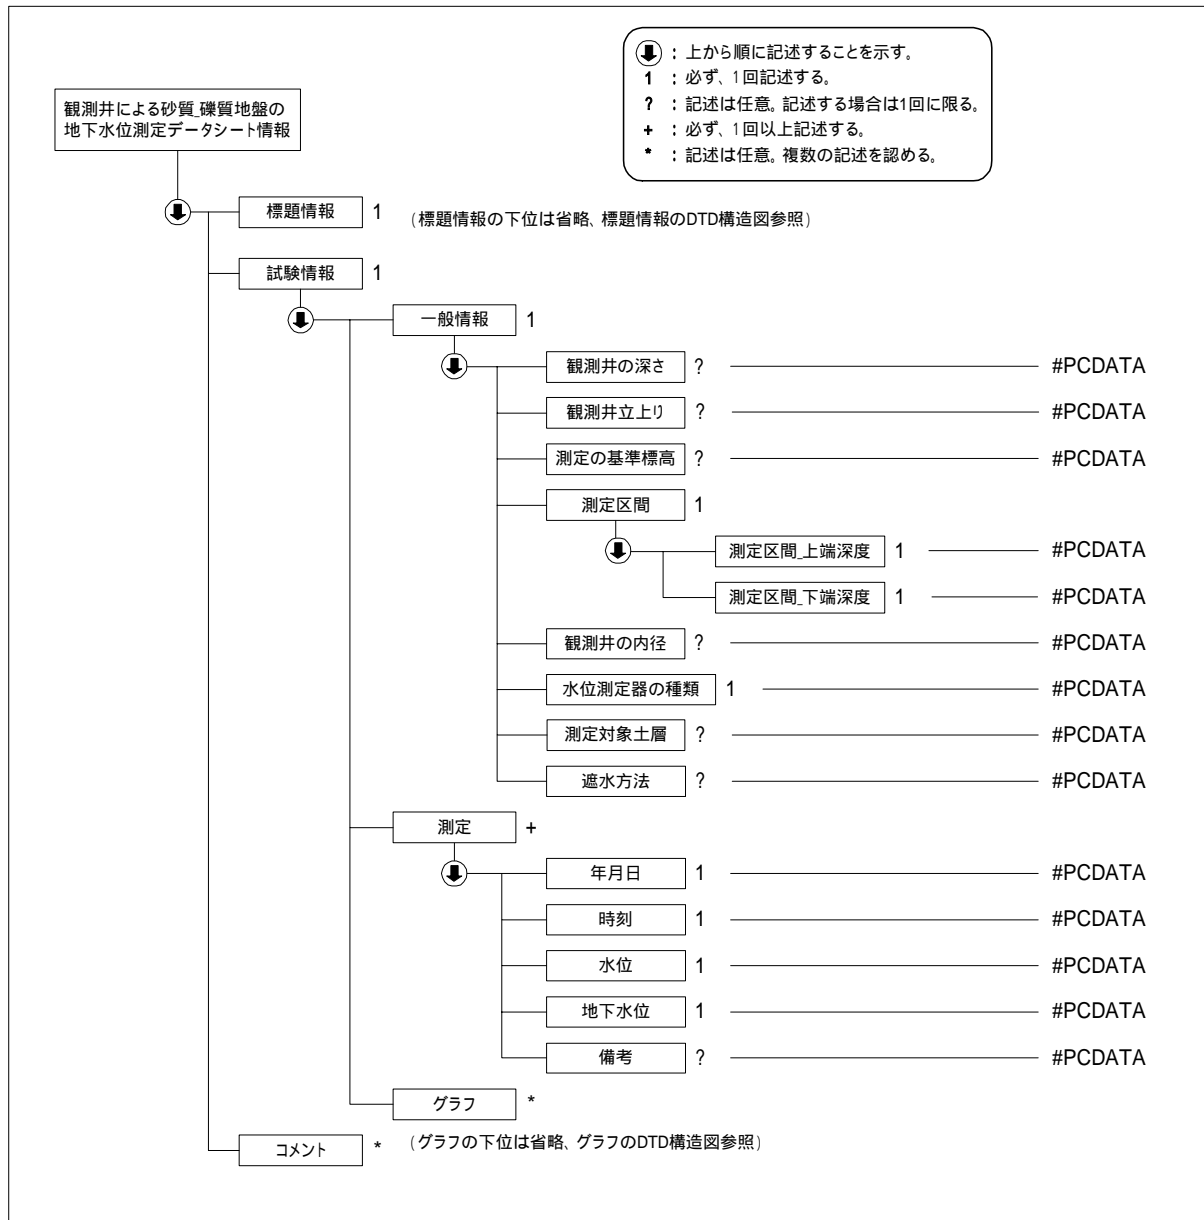 : 上から順に記述することを示す。
1 : 必ず、1回記述する。
? : 記述は任意。記述する場合は1回に限る。
+ : 必ず、1回以上記述する。
* : 記述は任意。複数の記述を認める。
観測井による砂質_礫質地盤の
地下水位測定データシート情報
標題情報 1 (標題情報の下位は省略、標題情報のDTD構造図参照)
試験情報 1
一般情報 1
観測井の深さ ? #PCDATA
観測井立上り ? #PCDATA
測定の基準標高 ? #PCDATA
測定区間 1
測定区間_上端深度 1 #PCDATA
測定区間_下端深度 1 #PCDATA
観測井の内径 ? #PCDATA
水位測定器の種類 1 #PCDATA
測定対象土層 ? #PCDATA
遮水方法 ? #PCDATA
測定 +
年月日 1 #PCDATA
時刻 1 #PCDATA
水位 1 #PCDATA
地下水位 1 #PCDATA
備考 ? #PCDATA
グラフ *
コメント * (グラフの下位は省略、グラフのDTD構造図参照)